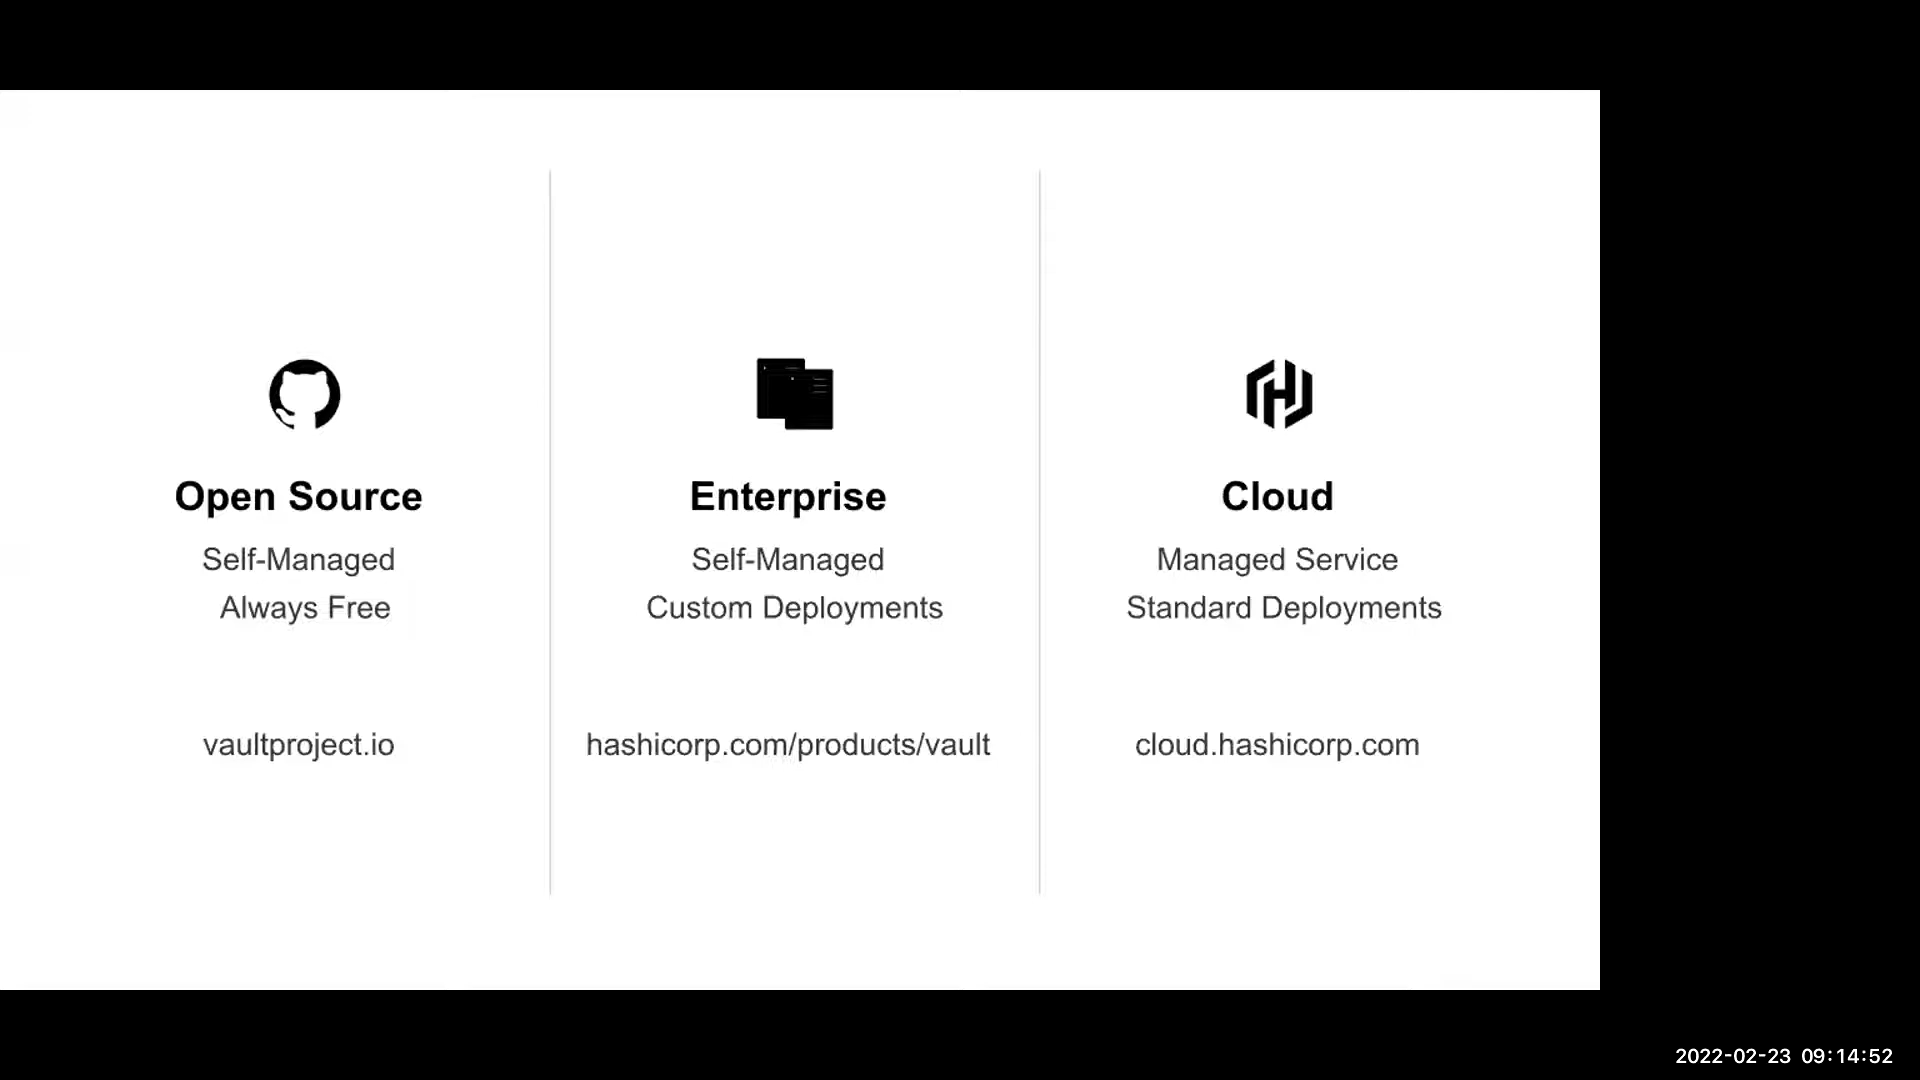 Open Source
Self-Managed
Always Free
vaultproject.io
Enterprise
Self-Managed
Custom Deployments
hashicorp.com/products/vault
Cloud
Managed Service
Standard Deployments
cloud.hashicorp.com
2022-02-23 09:14:52